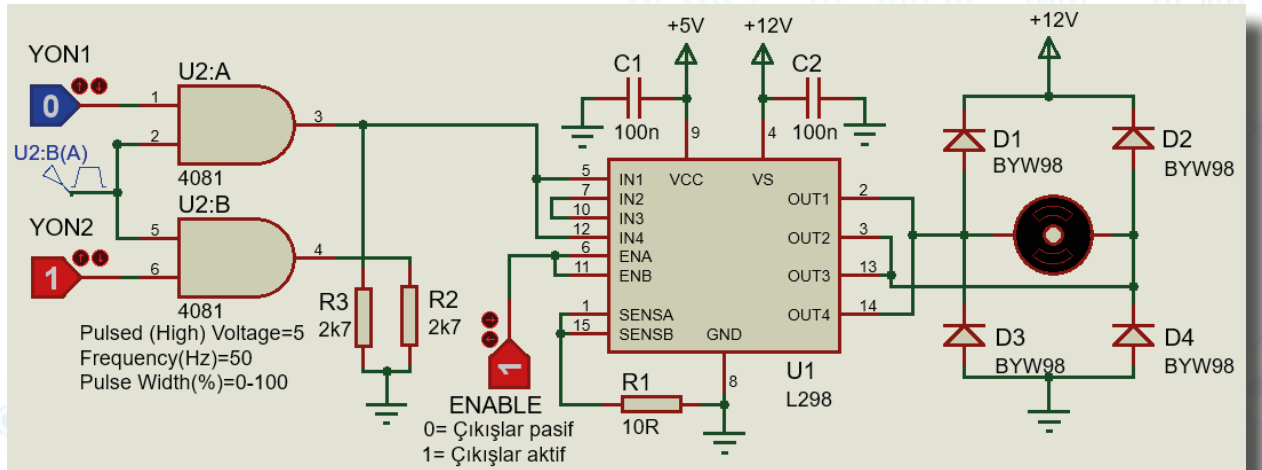 YON1
0
U2:A
1
2
3
4081
U2:B(A)
YON2
1
U2:B
5
6
4
4081
Pulsed (High) Voltage=5
Frequency(Hz)=50
Pulse Width(%)=0-100
R3
2k7
R2
2k7
ENABLE
0= Çıkışlar pasif
1= Çıkışlar aktif
1
+5V
+12V
C1
100n
C2
100n
9
4
5
7
10
12
6
11
1
15
IN1
IN2
IN3
IN4
ENA
ENB
SENSA
SENSB
VCC
VS
OUT1
OUT2
OUT3
OUT4
GND
2
3
13
14
8
U1
L298
R1
10R
+12V
D1
BYW98
D2
BYW98
D3
BYW98
D4
BYW98